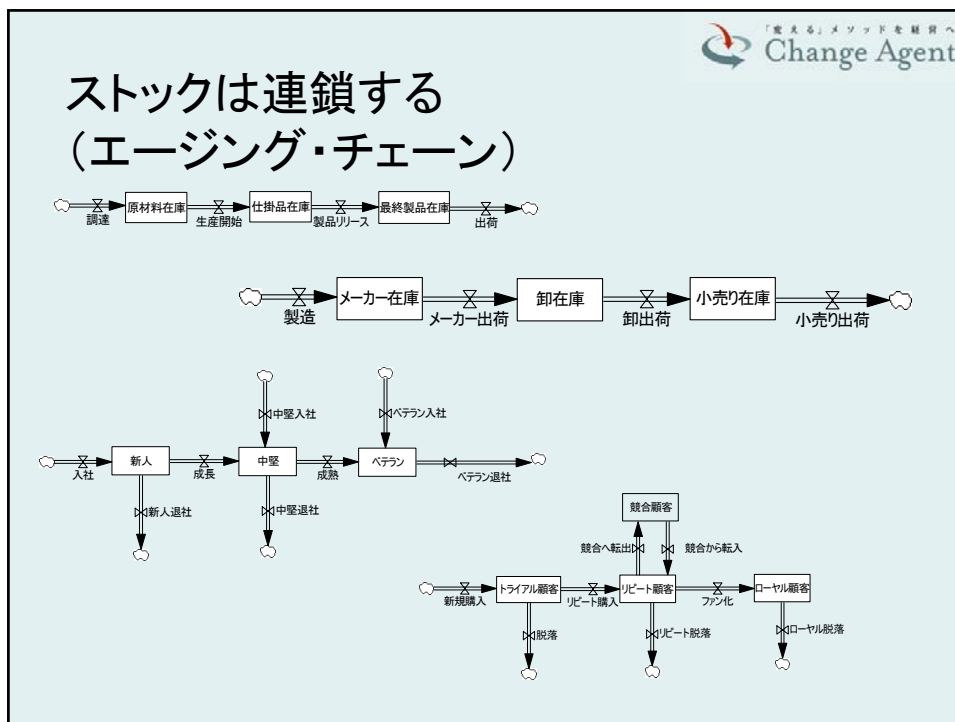 「変える」メソッドを経営へ
Change Agent
ストックは連鎖する
（エージング・チェーン）
調達
原材料在庫
生産開始
仕掛品在庫
製品リリース
最終製品在庫
出荷
製造
メーカー在庫
メーカー出荷
卸在庫
卸出荷
小売り在庫
小売り出荷
中堅入社
ベテラン入社
入社
新人
成長
中堅
成熟
ベテラン
ベテラン退社
新人退社
中堅退社
競合顧客
競合へ転出
競合から転入
新規購入
トライアル顧客
リピート購入
リピート顧客
ファン化
ローヤル顧客
脱落
リピート脱落
ローヤル脱落